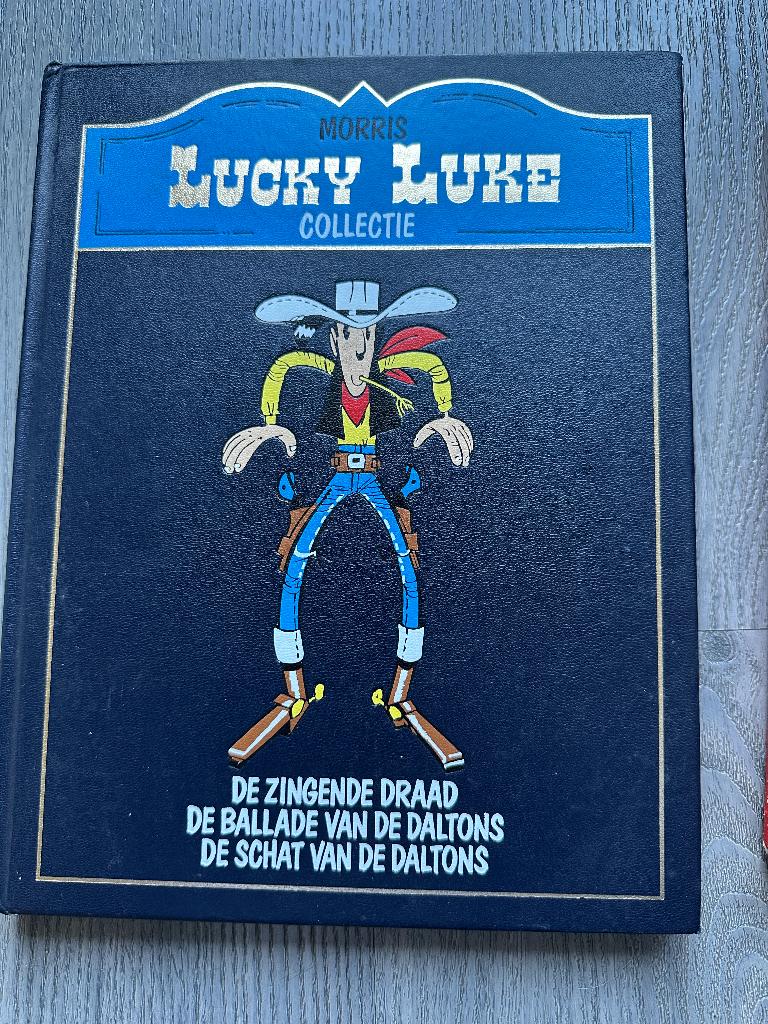 MORRIS
LUCKY LUKE
COLLECTIE
DE ZINGENDE DRAAD
DE BALLADE VAN DE DALTONS
DE SCHAT VAN DE DALTONS